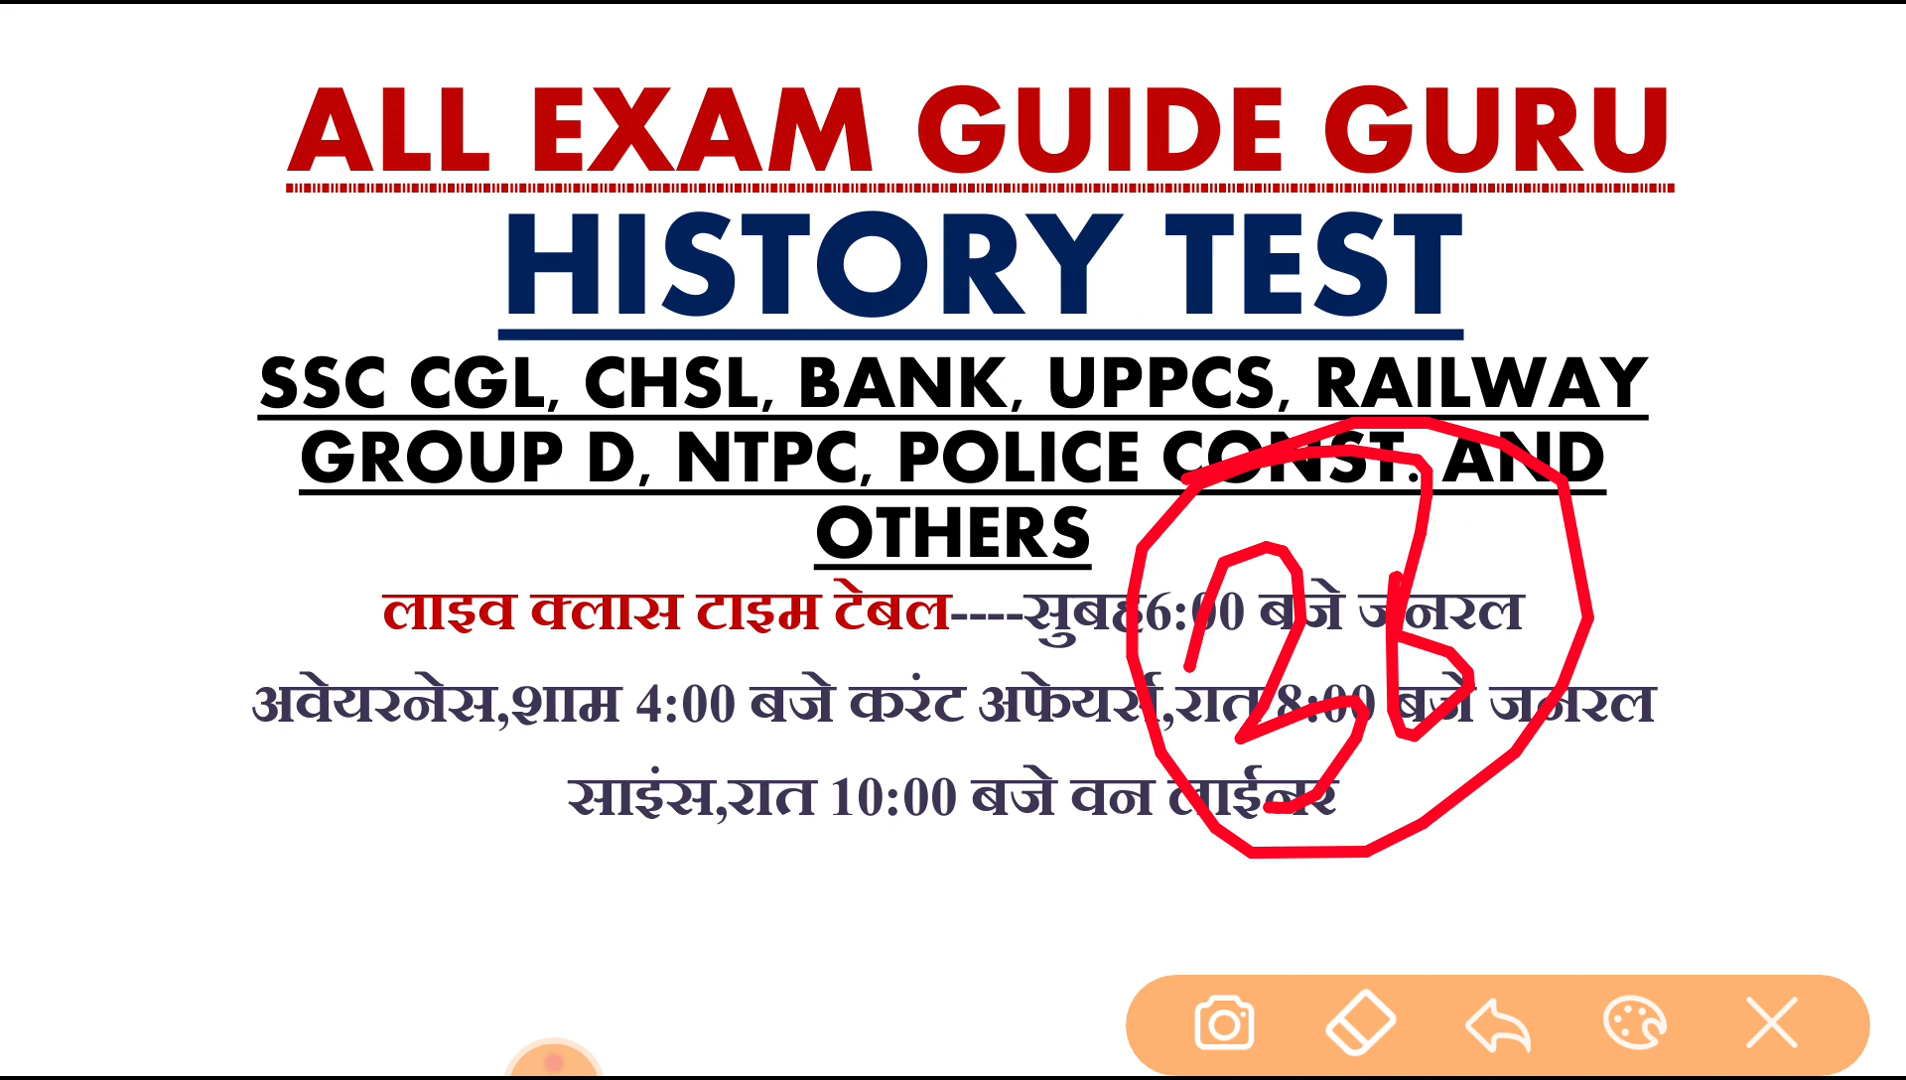 ALL EXAM GUIDE GURU
HISTORY TEST
SSC CGL, CHSL, BANK, UPPCS, RAILWAY
GROUP D, NTPC, POLICE CONST. AND
OTHERS
लाइव क्लास टाइम टेबल----सुबह6:00 बजे जनरल
अवेयरनेस,शाम 4:00 बजे करंट अफेयर्स,रात 8:00 बजे जनरल
साइंस,रात 10:00 बजे वन लाईनर
26